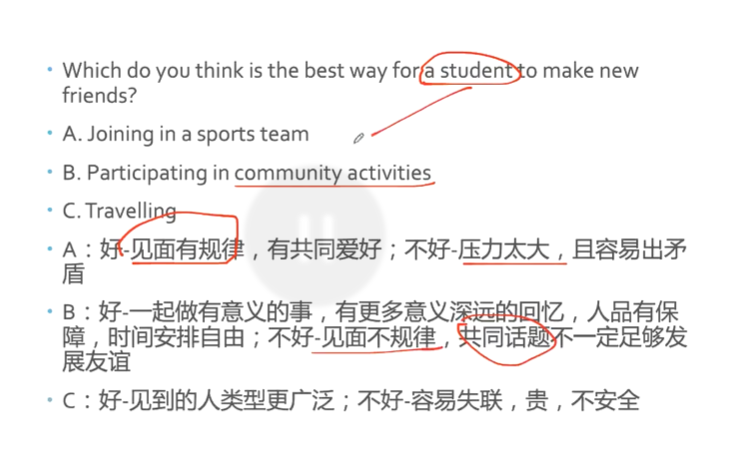 • Which do you think is the best way for a student to make new
friends?
• A. Joining in a sports team
• B. Participating in community activities
• C. Travelling
• A：好-见面有规律，有共同爱好；不好-压力太大，且容易出矛
盾
• B：好-一起做有意义的事，有更多意义深远的回忆，人品有保
障，时间安排自由；不好-见面不规律，共同话题不一定足够发
展友谊
• C：好-见到的人类型更广泛；不好-容易失联，贵，不安全